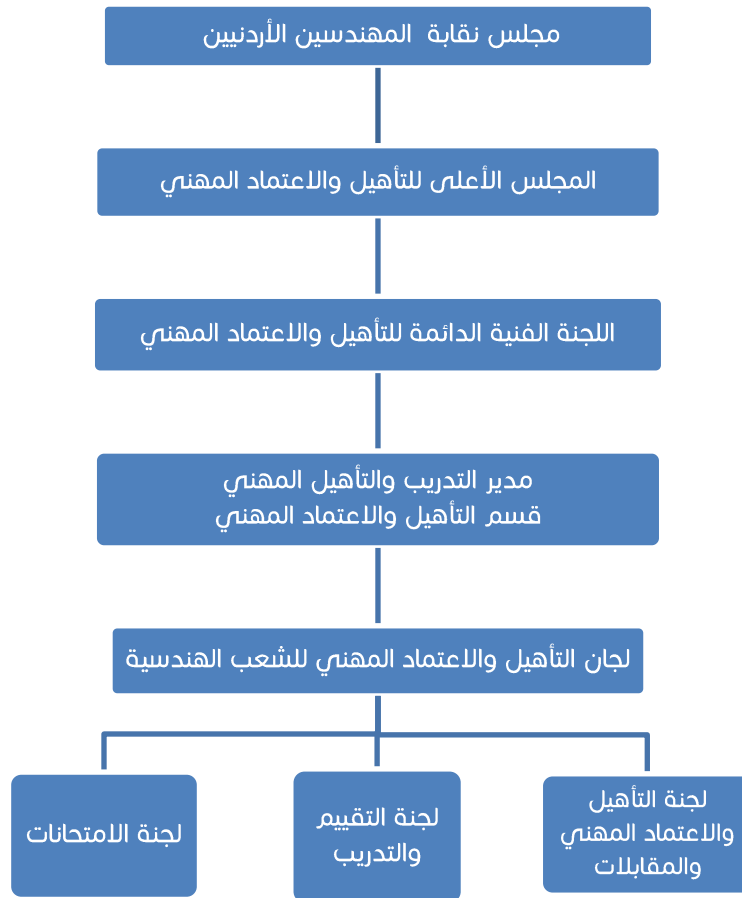 مجلس نقابة المهندسين الأردنيين
المجلس الأعلى للتأهيل والاعتماد المهني
اللجنة الفنية الدائمة للتأهيل والاعتماد المهني
مدير التدريب والتأهيل المهني
قسم التأهيل والاعتماد المهني
لجان التأهيل والاعتماد المهني للشعب الهندسية
لجنة التأهيل
والاعتماد المهني
والمقابلات
لجنة التقييم
والتدريب
لجنة الامتحانات